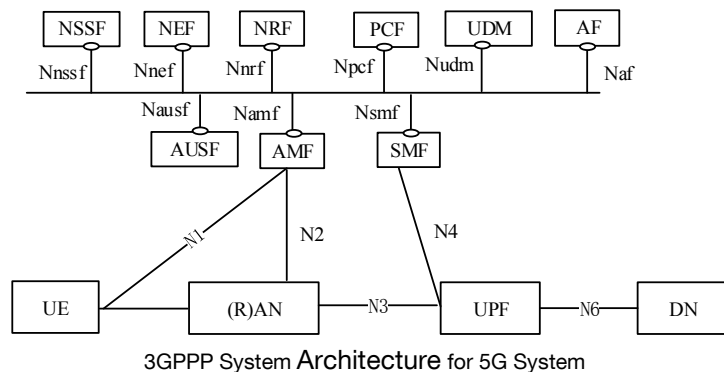 NSSF NEF NRF PCF UDM AF
Nnssf Nnef Nnrf Npcf Nudm Naf
Nausf Namf Nsmf
AUSF AMF SMF
N1 N2 N4
UE (R)AN N3 UPF N6 DN
3GPPP System Architecture for 5G System